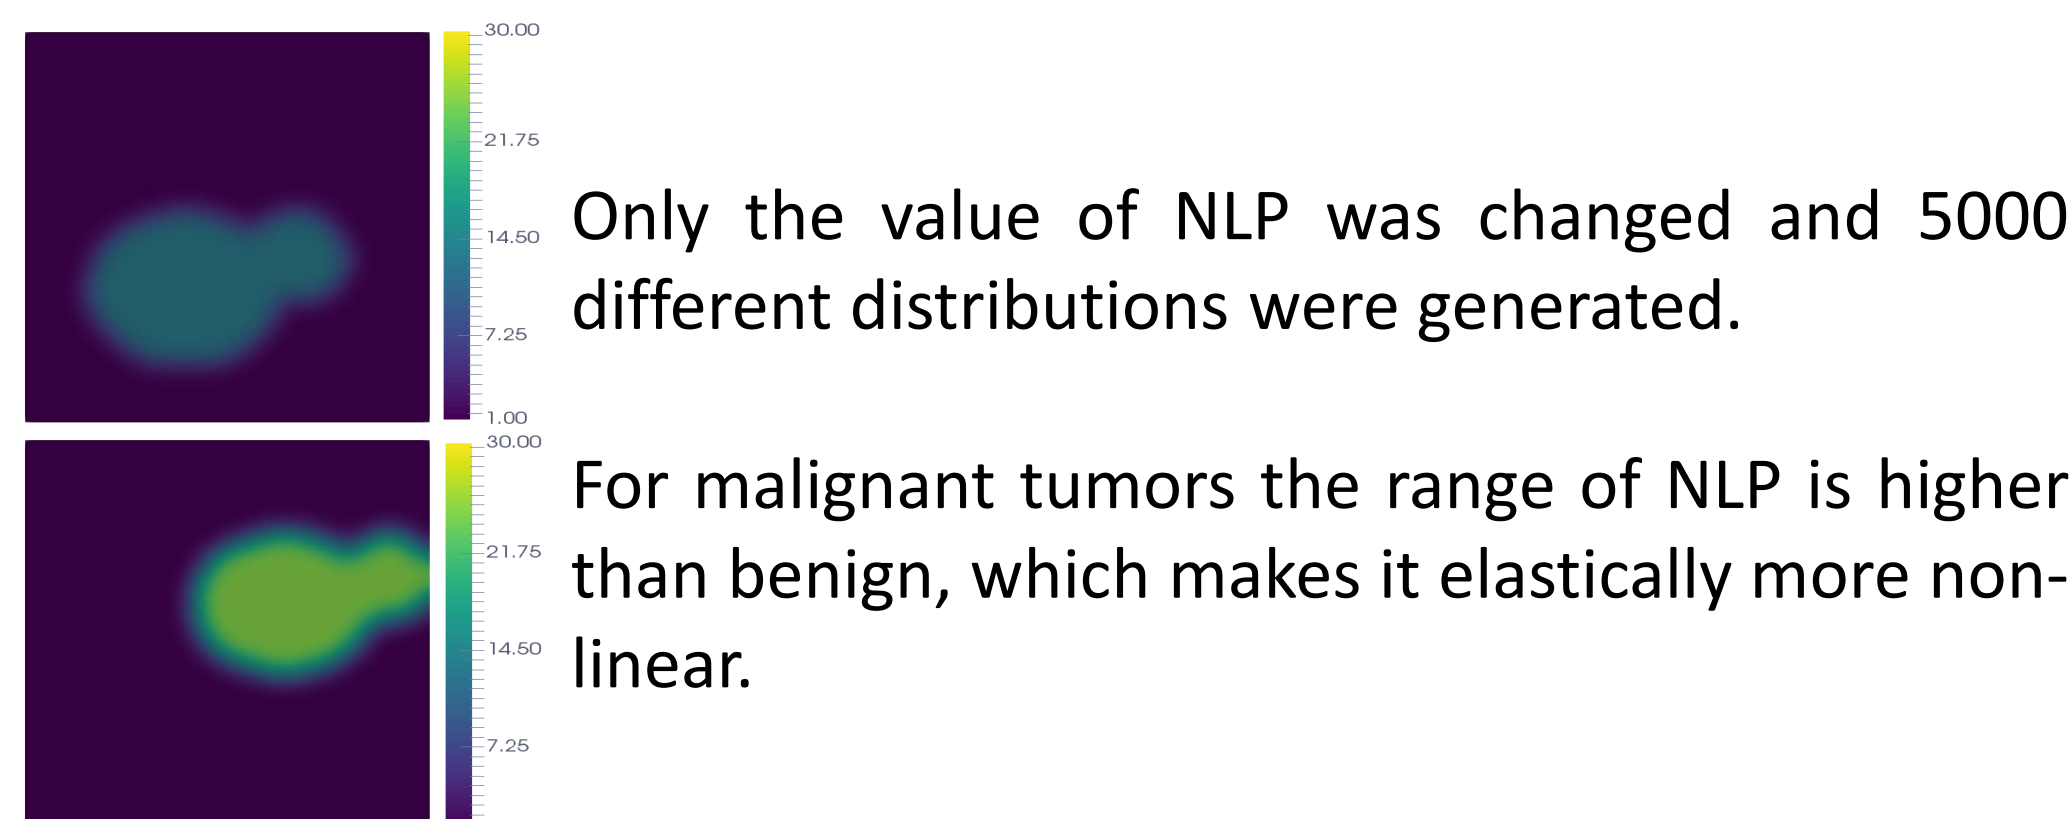 30.00
21.75
14.50
7.25
1.00
Only the value of NLP was changed and 5000
different distributions were generated.
30.00
21.75
14.50
7.25
For malignant tumors the range of NLP is higher
than benign, which makes it elastically more non-
linear.